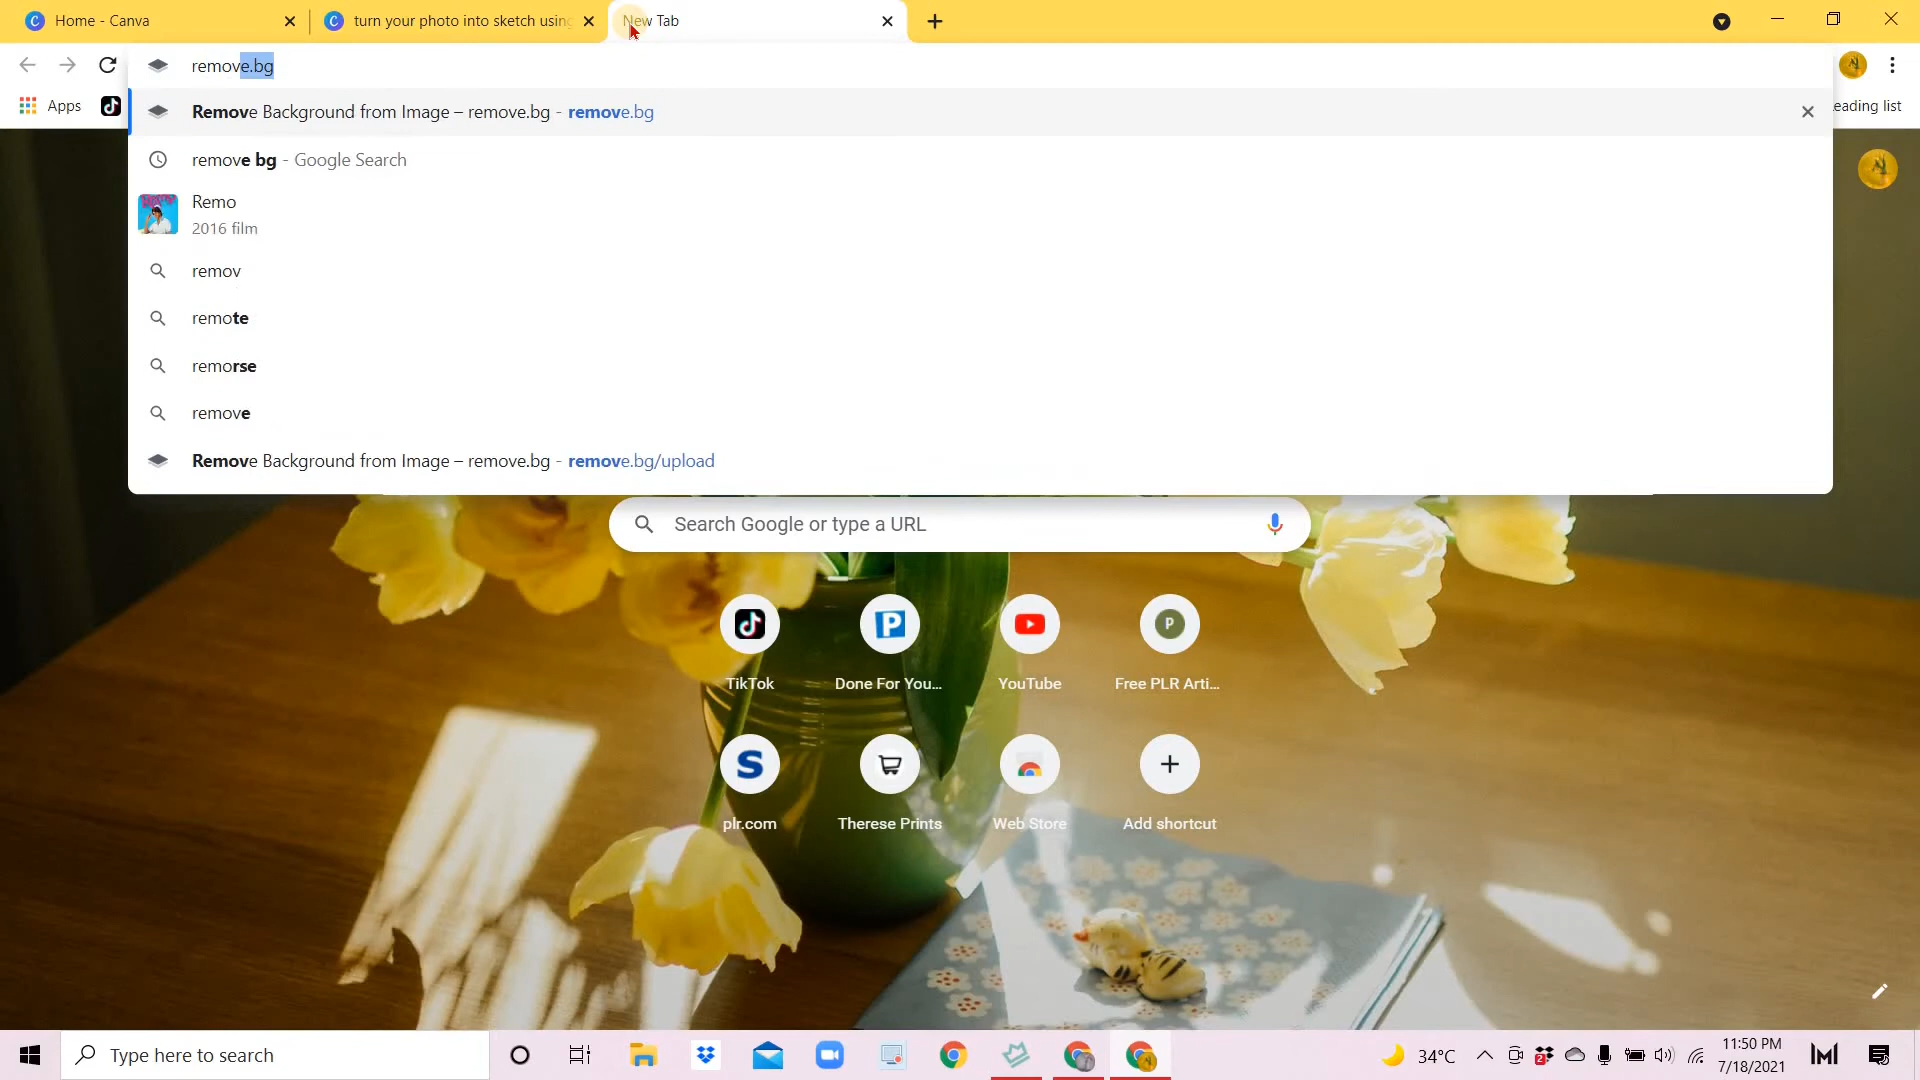 Home - Canva
turn your photo into sketch using
New Tab
remove.bg
Apps
eading list
Remove Background from Image – remove.bg - remove.bg
remove bg - Google Search
Remo
2016 film
remov
remote
remorse
remove
Remove Background from Image – remove.bg - remove.bg/upload
Search Google or type a URL
TikTok
Done For You...
YouTube
P
Free PLR Arti...
S
plr.com
Therese Prints
Web Store
Add shortcut
Type here to search
34°C
2
11:50 PM
7/18/2021